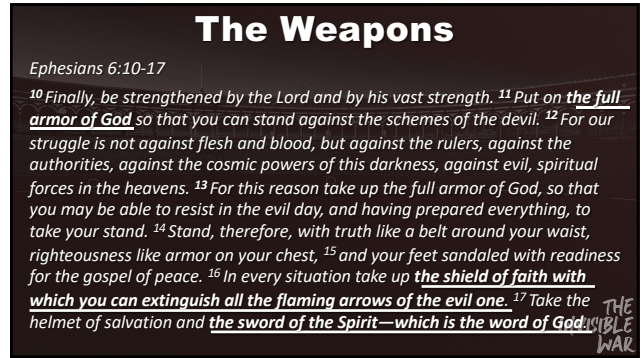 The Weapons
Ephesians 6:10-17
10 Finally, be strengthened by the Lord and by his vast strength. 11 Put on the full
armor of God so that you can stand against the schemes of the devil. 12 For our
struggle is not against flesh and blood, but against the rulers, against the
authorities, against the cosmic powers of this darkness, against evil, spiritual
forces in the heavens. 13 For this reason take up the full armor of God, so that
you may be able to resist in the evil day, and having prepared everything, to
take your stand. 14 Stand, therefore, with truth like a belt around your waist,
righteousness like armor on your chest, 15 and your feet sandaled with readiness
for the gospel of peace. 16 In every situation take up the shield of faith with
which you can extinguish all the flaming arrows of the evil one. 17 Take the
helmet of salvation and the sword of the Spirit—which is the word of God.
THE
INVISIBLE
WAR